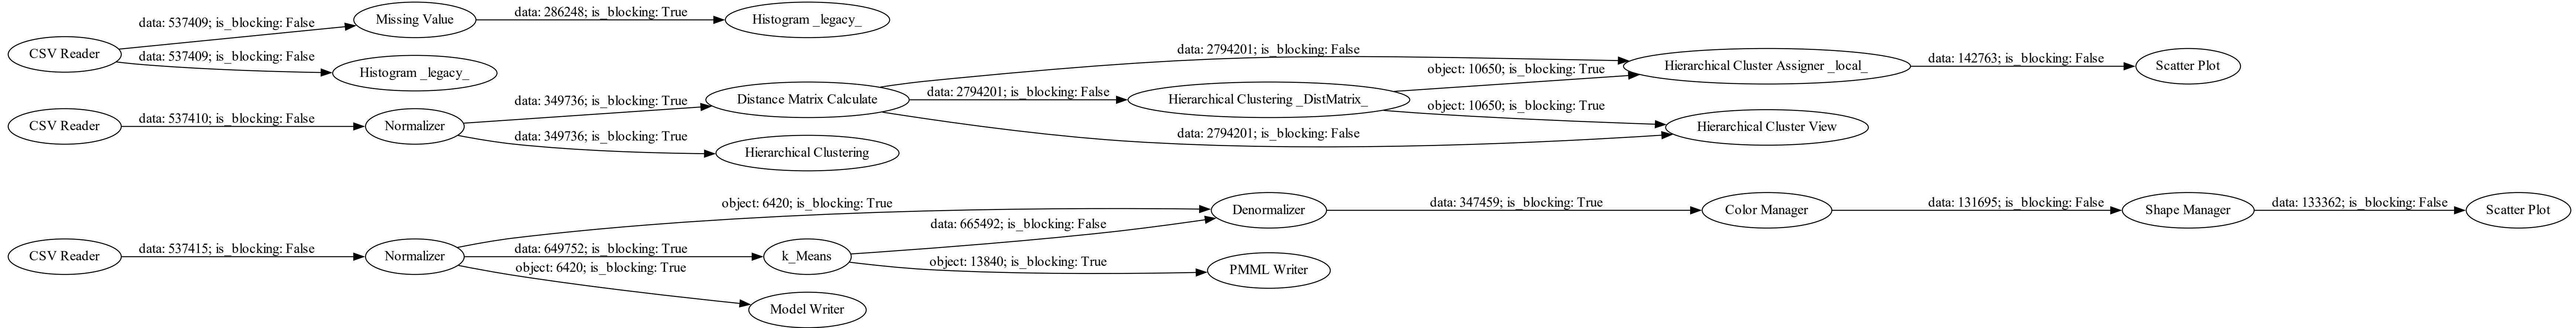 CSV Reader
data: 537409; is_blocking: False
Missing Value
data: 286248; is_blocking: True
Histogram _legacy_
data: 537409; is_blocking: False
Histogram _legacy_
CSV Reader
data: 537410; is_blocking: False
Normalizer
data: 349736; is_blocking: True
Distance Matrix Calculate
data: 349736; is_blocking: True
Hierarchical Clustering
data: 2794201; is_blocking: False
data: 2794201; is_blocking: False
Hierarchical Clustering _DistMatrix_
data: 2794201; is_blocking: False
object: 10650; is_blocking: True
Hierarchical Cluster Assigner _local_
data: 142763; is_blocking: False
Scatter Plot
object: 10650; is_blocking: True
Hierarchical Cluster View
CSV Reader
data: 537415; is_blocking: False
Normalizer
object: 6420; is_blocking: True
data: 649752; is_blocking: True
k_Means
object: 6420; is_blocking: True
Model Writer
data: 665492; is_blocking: False
Denormalizer
object: 13840; is_blocking: True
PMML Writer
data: 347459; is_blocking: True
Color Manager
data: 131695; is_blocking: False
Shape Manager
data: 133362; is_blocking: False
Scatter Plot